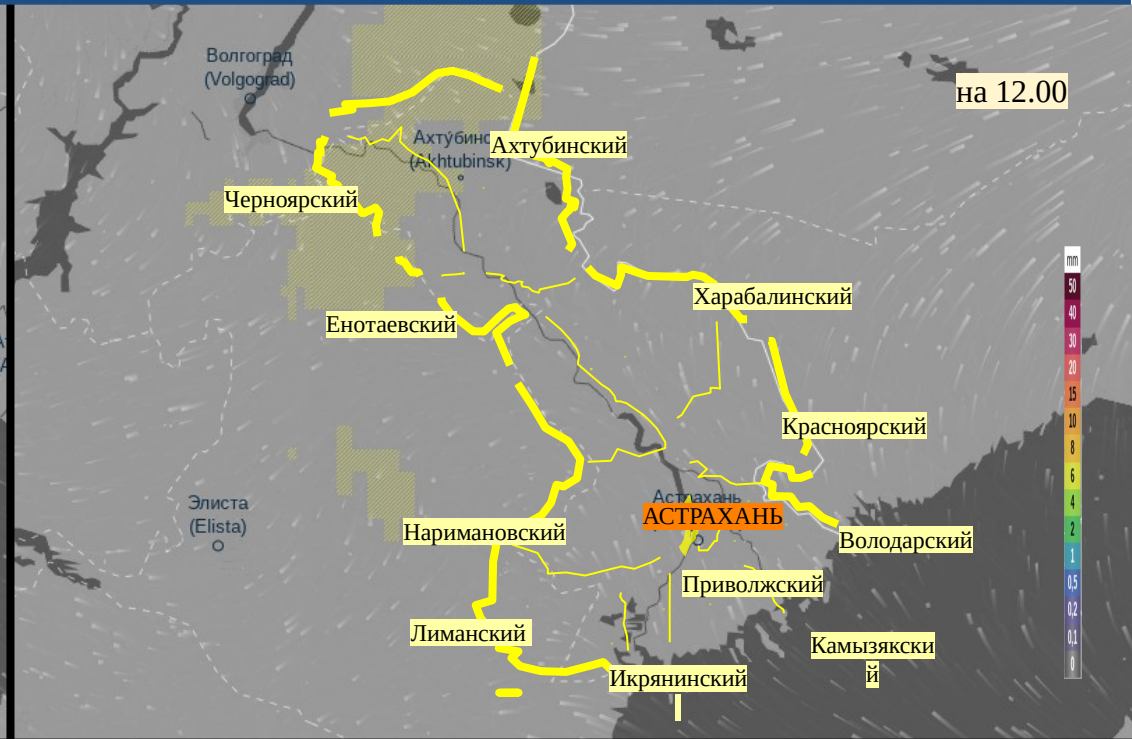 Волгоград
(Volgograd)
на 12.00
Ахтубинс
(Akhtubinsk)
Ахтубинский
Черноярский
mm
50
40
30
20
15
10
8
6
4
2
1
0,5
0,2
0,1
0
Харабалинский
Енотаевский
Красноярский
Элиста
(Elista)
Астрахань
АСТРАХАНЬ
Наримановский
Володарский
Приволжский
Лиманский
Камызякски
й
Икрянинский